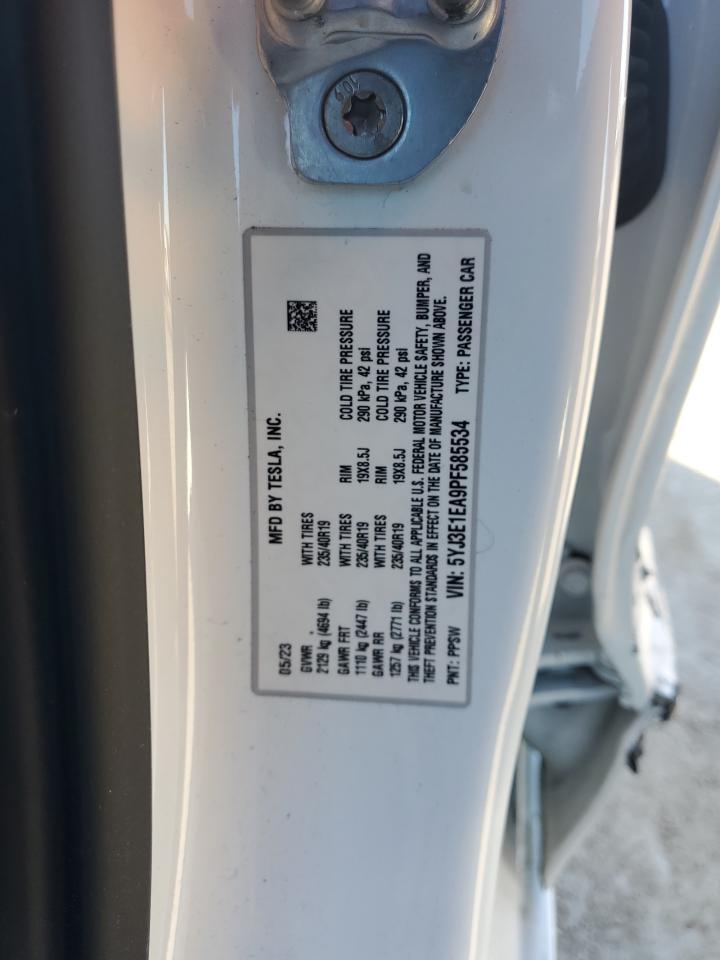 10.9
MFD BY TESLA, INC.
05/23
GVWR WITH TIRES
2129 kg (4694 lb) 235/40R19
GAWR FRT WITH TIRES RIM COLD TIRE PRESSURE
1110 kg (2447 lb) 235/40R19 19X8.5J 290 kPa, 42 psi
GAWR RR WITH TIRES RIM COLD TIRE PRESSURE
1257 kg (2771 lb) 235/40R19 19X8.5J 290 kPa, 42 psi
THIS VEHICLE CONFORMS TO ALL APPLICABLE U.S. FEDERAL MOTOR VEHICLE SAFETY, BUMPER, AND
THEFT PREVENTION STANDARDS IN EFFECT ON THE DATE OF MANUFACTURE SHOWN ABOVE.
PNT: PPSW VIN: 5YJ3E1EA9PF585534 TYPE: PASSENGER CAR